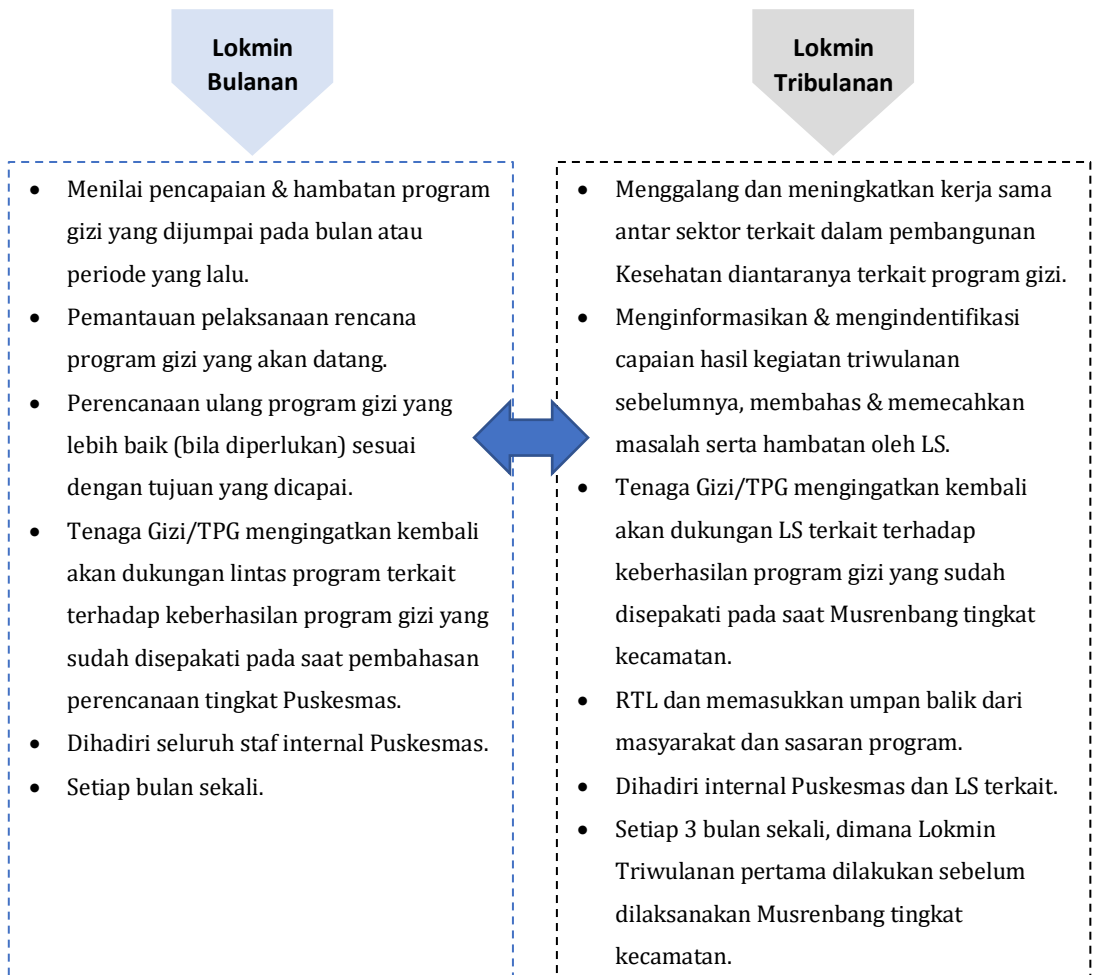 Lokmin
Bulanan
• Menilai pencapaian & hambatan program
gizi yang dijumpai pada bulan atau
periode yang lalu.
• Pemantauan pelaksanaan rencana
program gizi yang akan datang.
• Perencanaan ulang program gizi yang
lebih baik (bila diperlukan) sesuai
dengan tujuan yang dicapai.
• Tenaga Gizi/TPG mengingatkan kembali
akan dukungan lintas program terkait
terhadap keberhasilan program gizi yang
sudah disepakati pada saat pembahasan
perencanaan tingkat Puskesmas.
• Dihadiri seluruh staf internal Puskesmas.
• Setiap bulan sekali.
Lokmin
Tribulanan
• Menggalang dan meningkatkan kerja sama
antar sektor terkait dalam pembangunan
Kesehatan diantaranya terkait program gizi.
• Menginformasikan & mengindentifikasi
capaian hasil kegiatan triwulanan
sebelumnya, membahas & memecahkan
masalah serta hambatan oleh LS.
• Tenaga Gizi/TPG mengingatkan kembali
akan dukungan LS terkait terhadap
keberhasilan program gizi yang sudah
disepakati pada saat Musrenbang tingkat
kecamatan.
• RTL dan memasukkan umpan balik dari
masyarakat dan sasaran program.
• Dihadiri internal Puskesmas dan LS terkait.
• Setiap 3 bulan sekali, dimana Lokmin
Triwulanan pertama dilakukan sebelum
dilaksanakan Musrenbang tingkat
kecamatan.